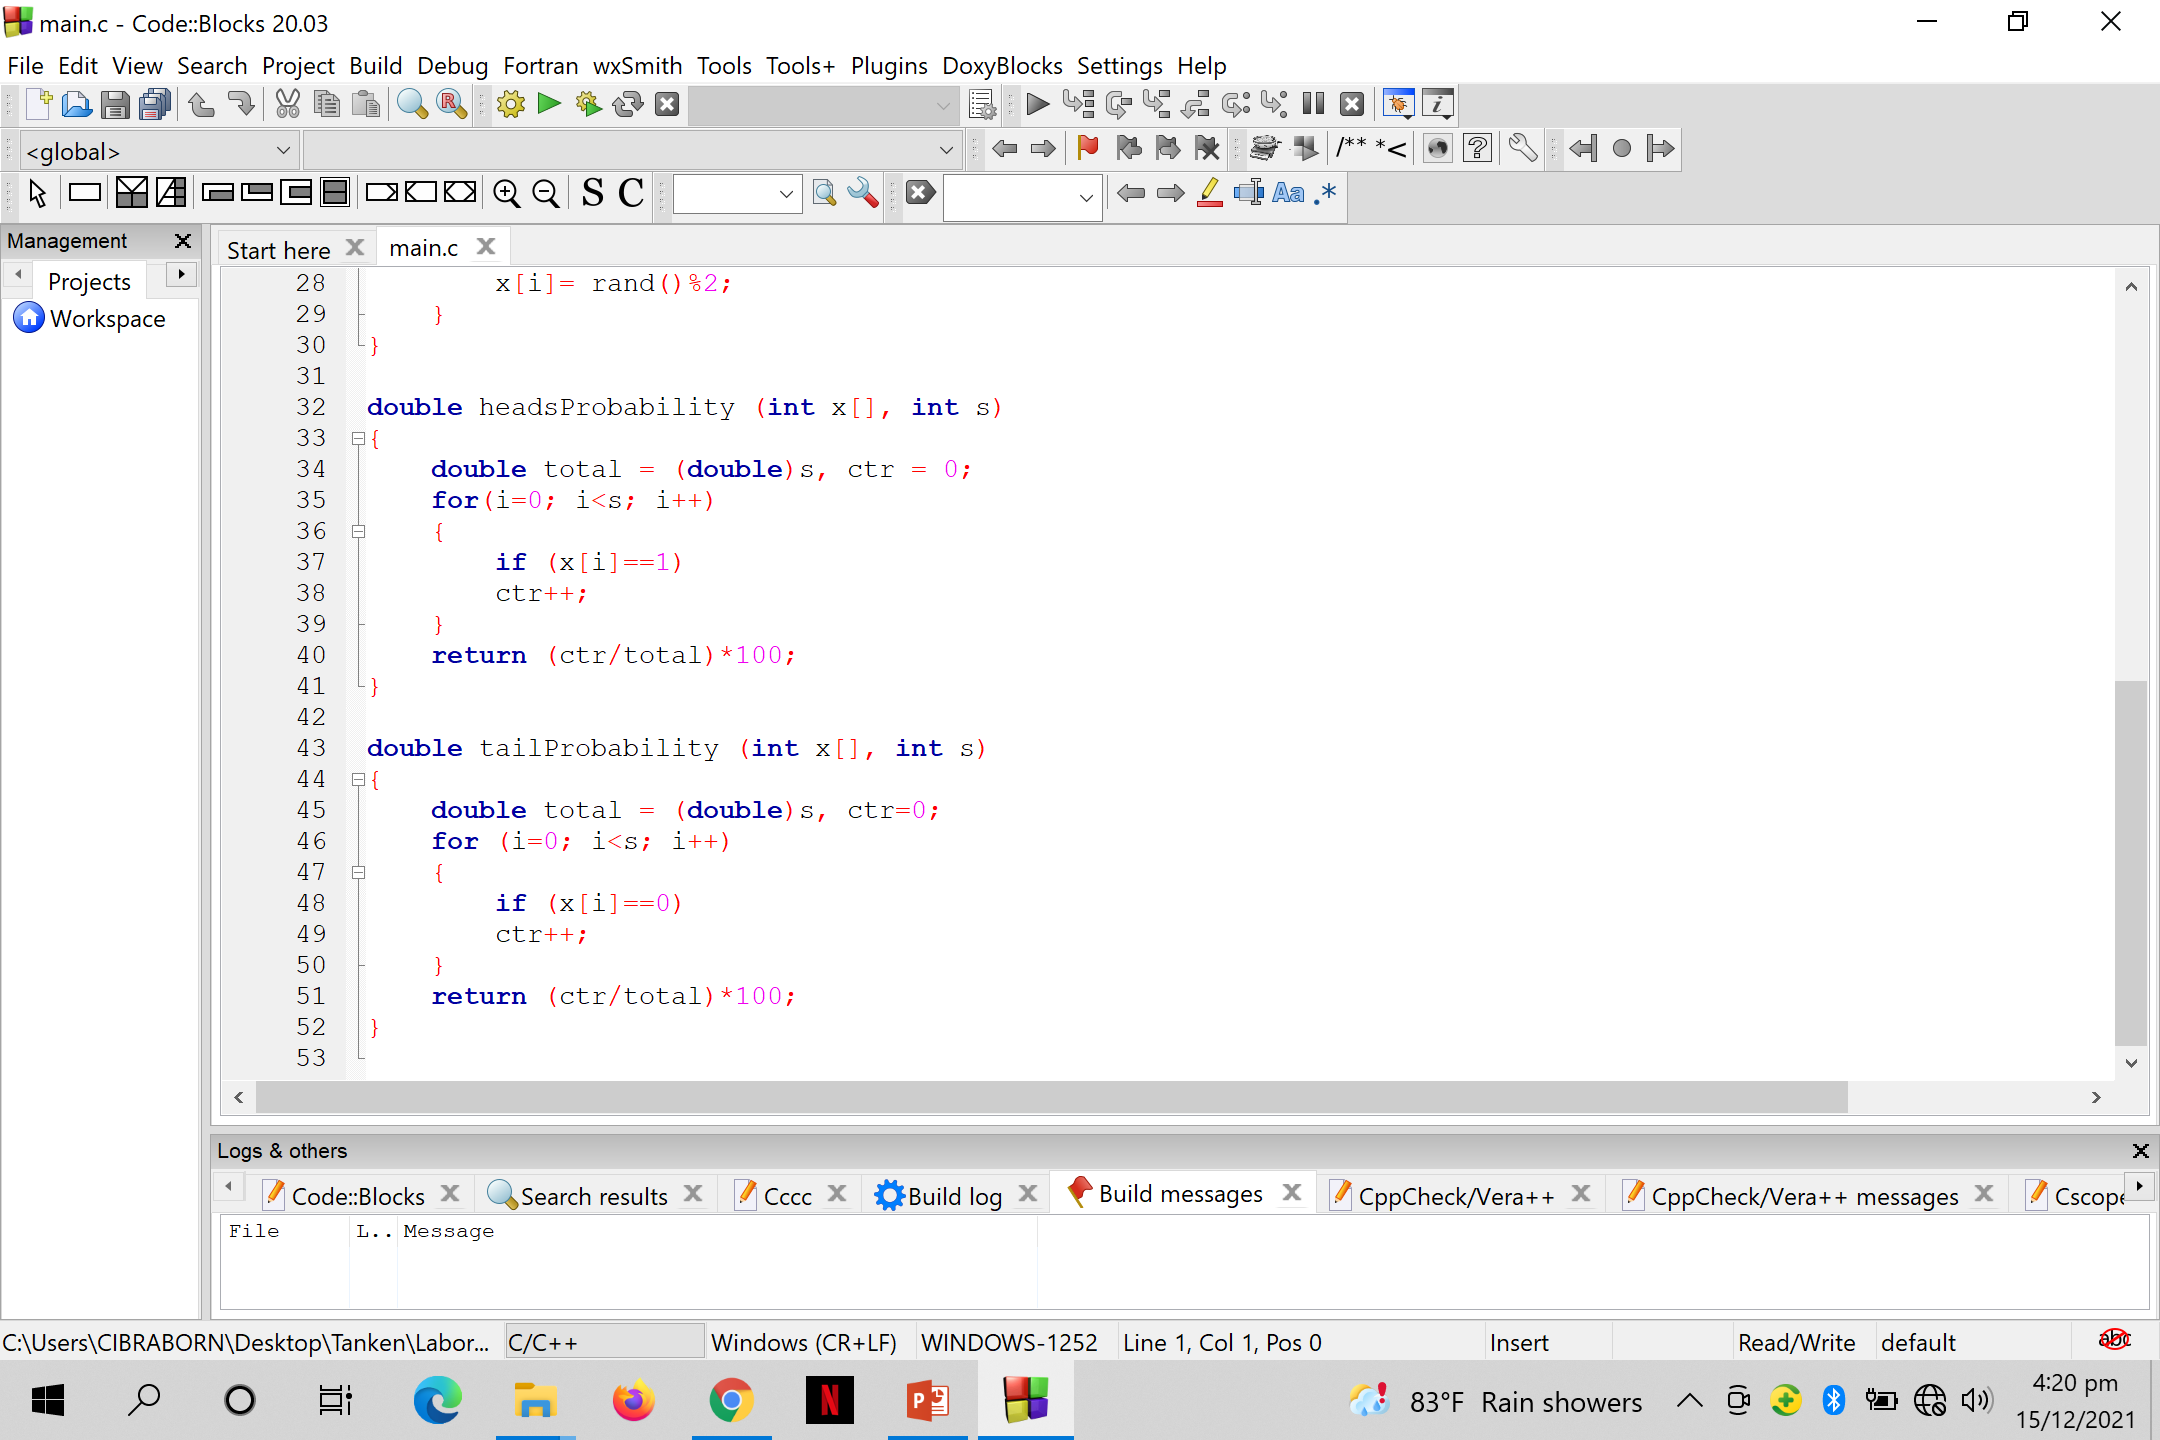 main.c - Code::Blocks 20.03
File Edit View Search Project Build Debug Fortran wxSmith Tools Tools+ Plugins DoxyBlocks Settings Help
<global>
/** *<
S C
Aa .*
Management
Start here main.c
Projects
Workspace
28 x[i]= rand()%2;
29 }
30 }
31
32 double headsProbability (int x[], int s)
33 {
34 double total = (double)s, ctr = 0;
35 for(i=0; i<s; i++)
36 {
37 if (x[i]==1)
38 ctr++;
39 }
40 return (ctr/total)*100;
41 }
42
43 double tailProbability (int x[], int s)
44 {
45 double total = (double)s, ctr=0;
46 for (i=0; i<s; i++)
47 {
48 if (x[i]==0)
49 ctr++;
50 }
51 return (ctr/total)*100;
52 }
53
Logs & others
Code::Blocks Search results Cccc Build log Build messages CppCheck/Vera++ CppCheck/Vera++ messages Cscope
File L.. Message
C:\Users\CIBRABORN\Desktop\Tanken\Labor... C/C++ Windows (CR+LF) WINDOWS-1252 Line 1, Col 1, Pos 0 Insert Read/Write default abc
83°F Rain showers
4:20 pm
15/12/2021